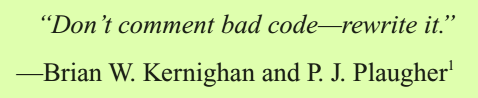 “Don’t comment bad code—rewrite it.”
—Brian W. Kernighan and P. J. Plaugher¹